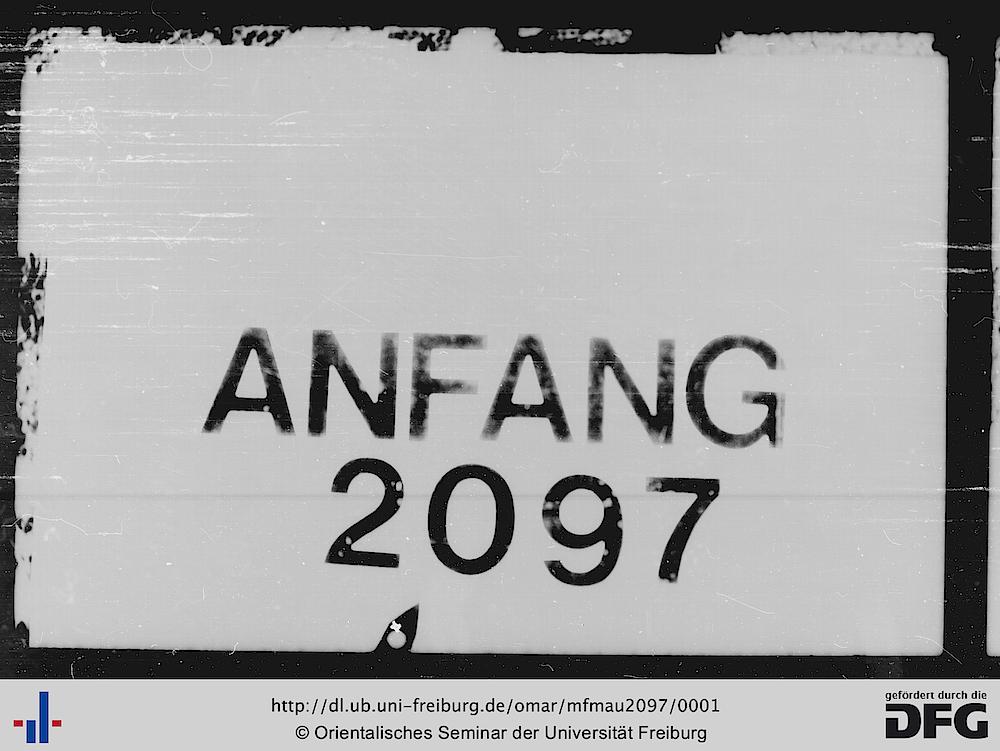 ANFANG
2097
http://dl.ub.uni-freiburg.de/omar/mfmau2097/0001
© Orientalisches Seminar der Universität Freiburg
gefördert durch die
DFG